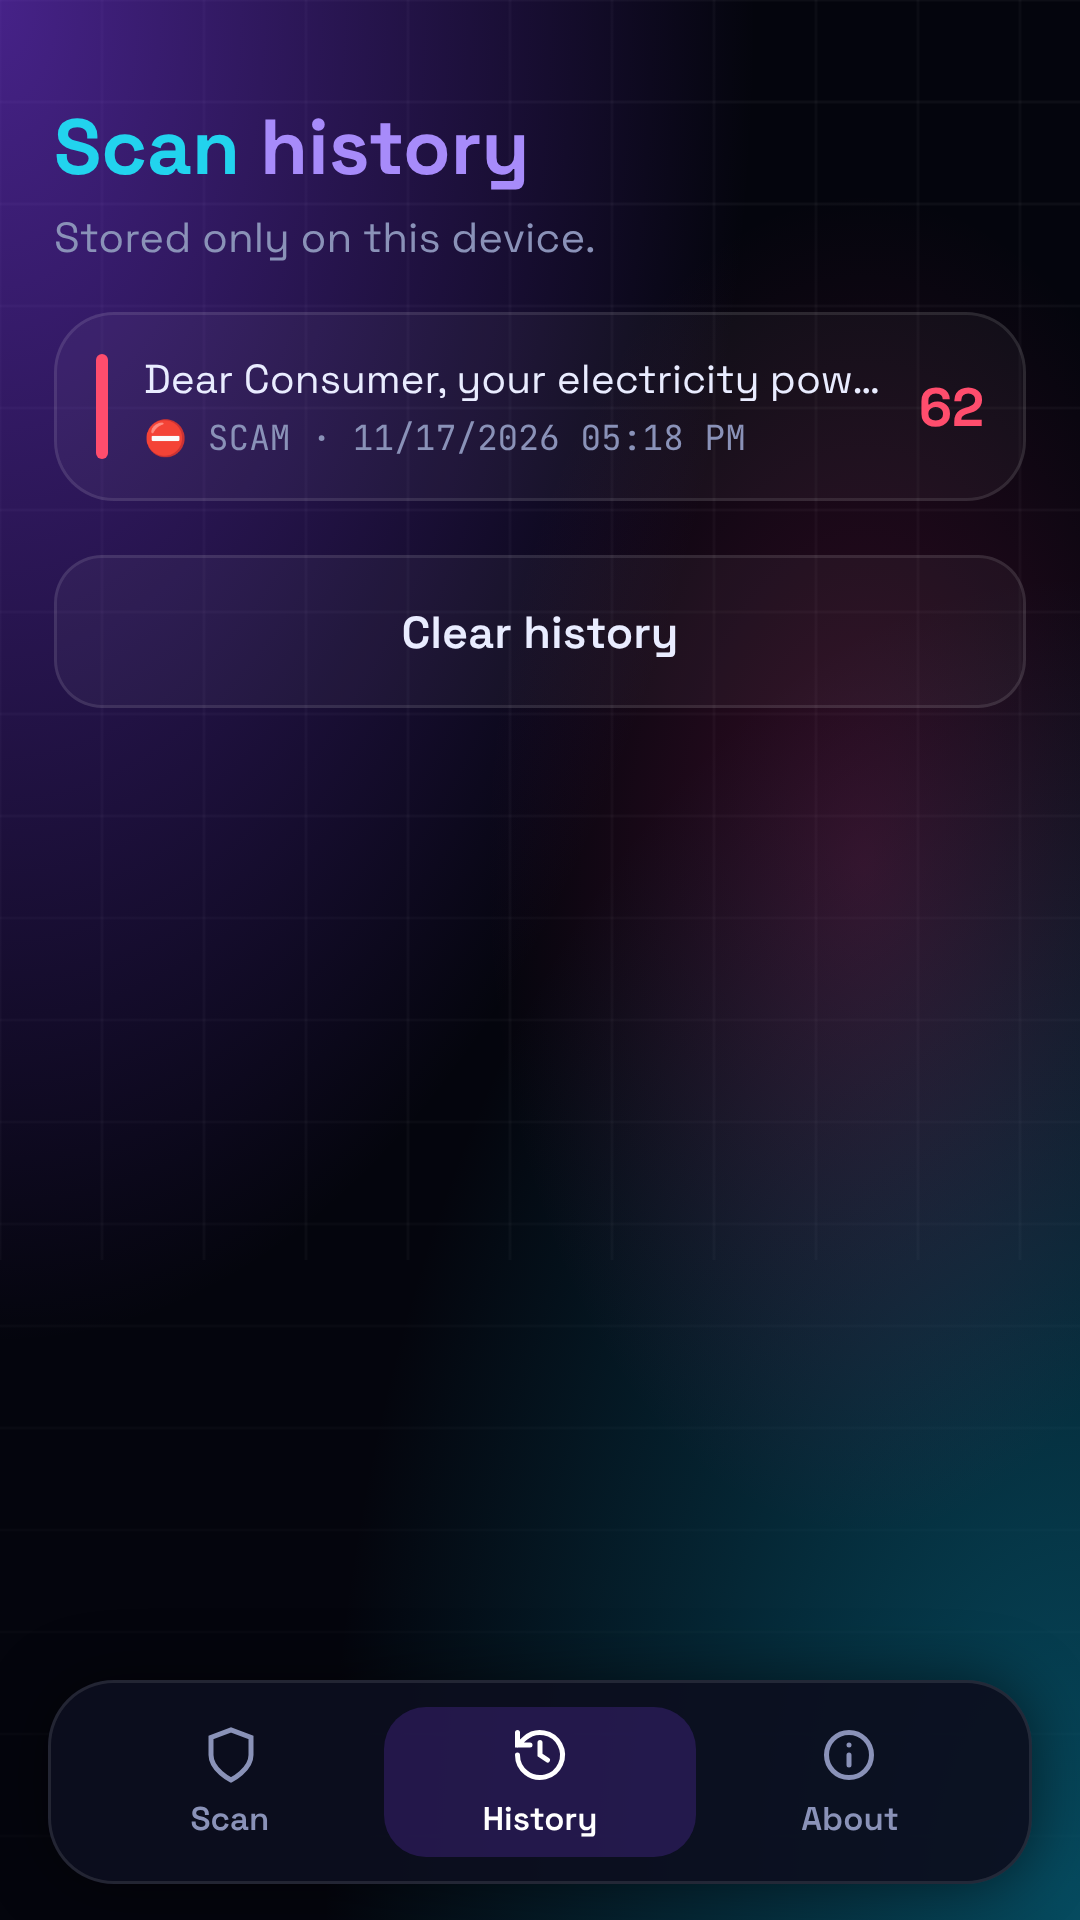 Scan history
Stored only on this device.
Dear Consumer, your electricity pow...
⛔ SCAM · 11/17/2026 05:18 PM
62
Clear history
Scan
History
About